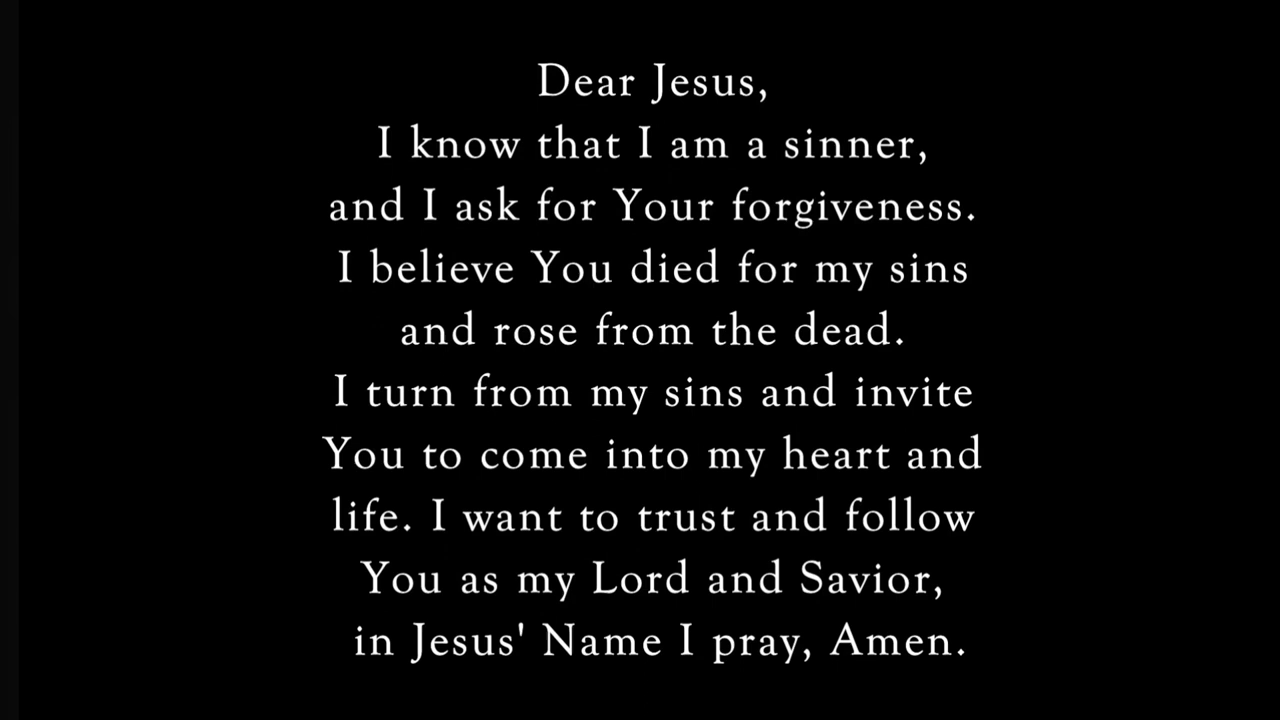 Dear Jesus,
I know that I am a sinner,
and I ask for Your forgiveness.
I believe You died for my sins
and rose from the dead.
I turn from my sins and invite
You to come into my heart and
life. I want to trust and follow
You as my Lord and Savior,
in Jesus' Name I pray, Amen.